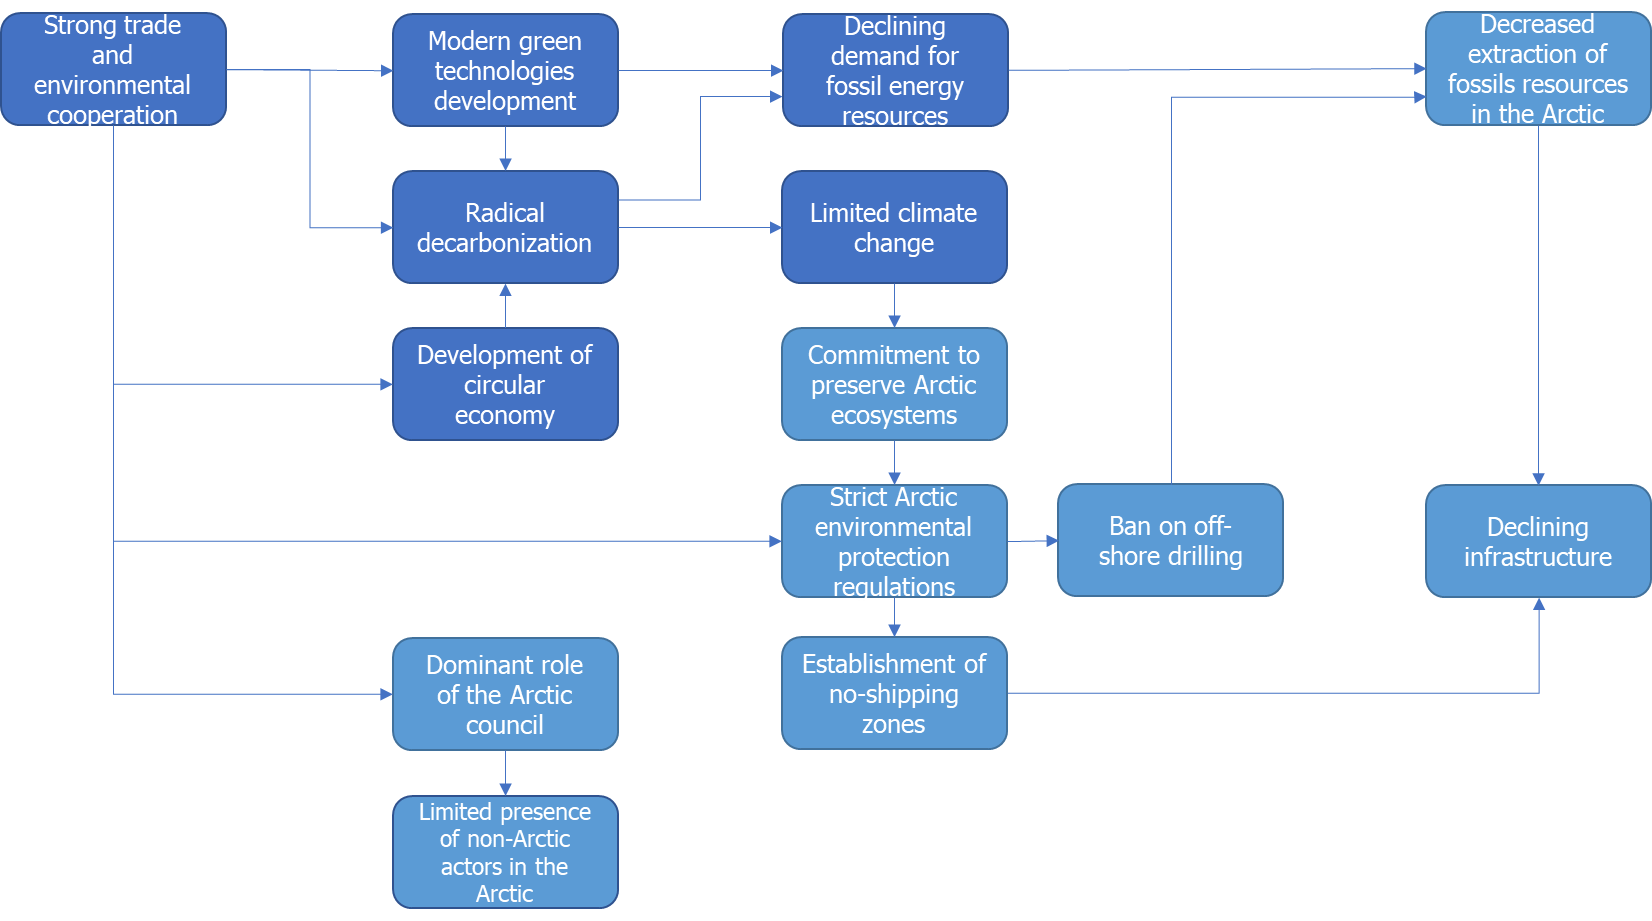 Strong trade
and
environmental
cooperation
Modern green
technologies
development
Declining
demand for
fossil energy
resources
Decreased
extraction of
fossils resources
in the Arctic
Radical
decarbonization
Limited climate
change
Development of
circular
economy
Commitment to
preserve Arctic
ecosystems
Strict Arctic
environmental
protection
regulations
Ban on off-
shore drilling
Declining
infrastructure
Dominant role
of the Arctic
council
Establishment of
no-shipping
zones
Limited presence
of non-Arctic
actors in the
Arctic